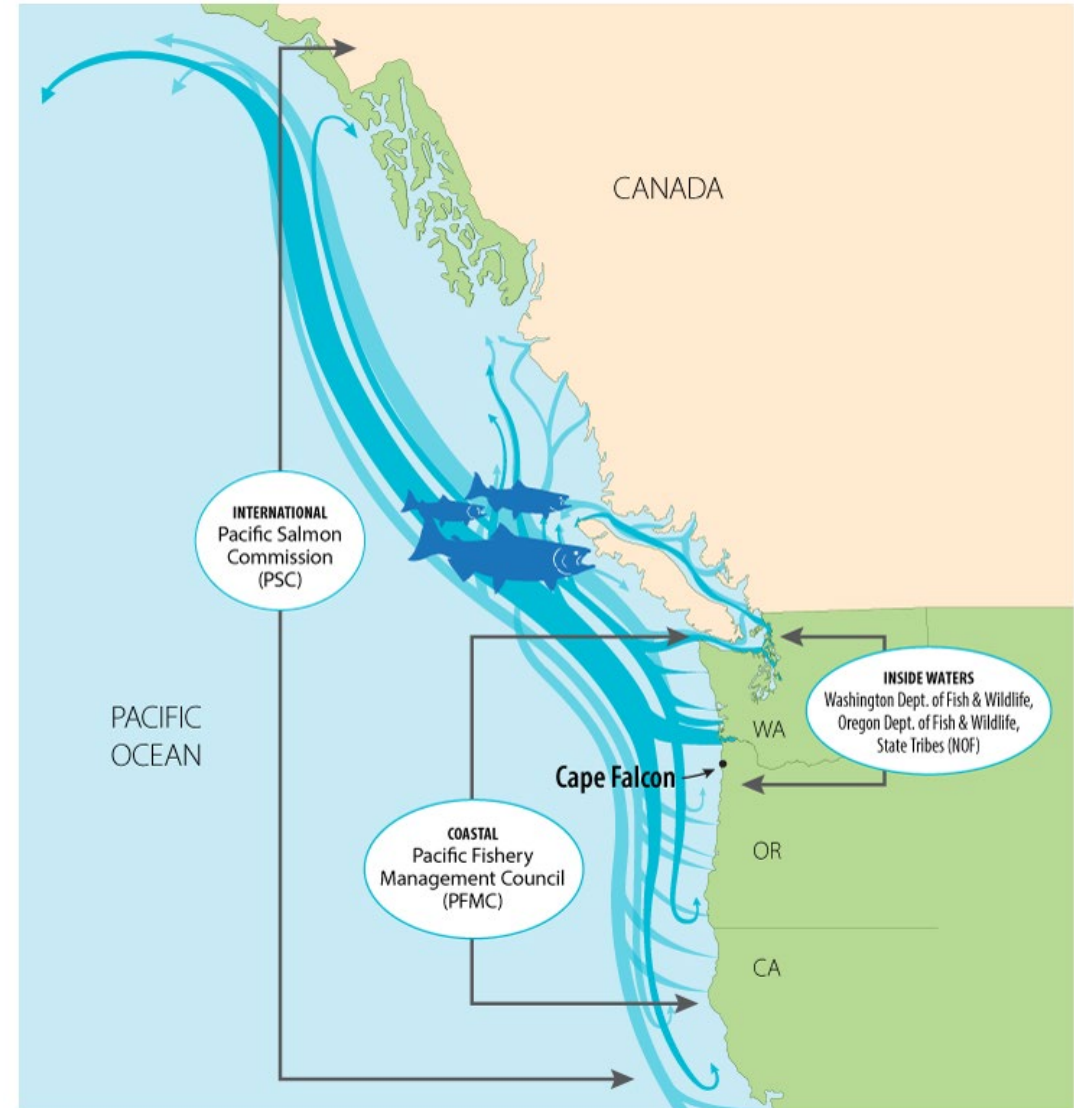 CANADA
INTERNATIONAL
Pacific Salmon
Commission
(PSC)
PACIFIC
OCEAN
INSIDE WATERS
Washington Dept. of Fish & Wildlife,
Oregon Dept. of Fish & Wildlife,
State Tribes (NOF)
WA
Cape Falcon
COASTAL
Pacific Fishery
Management Council
(PFMC)
OR
CA